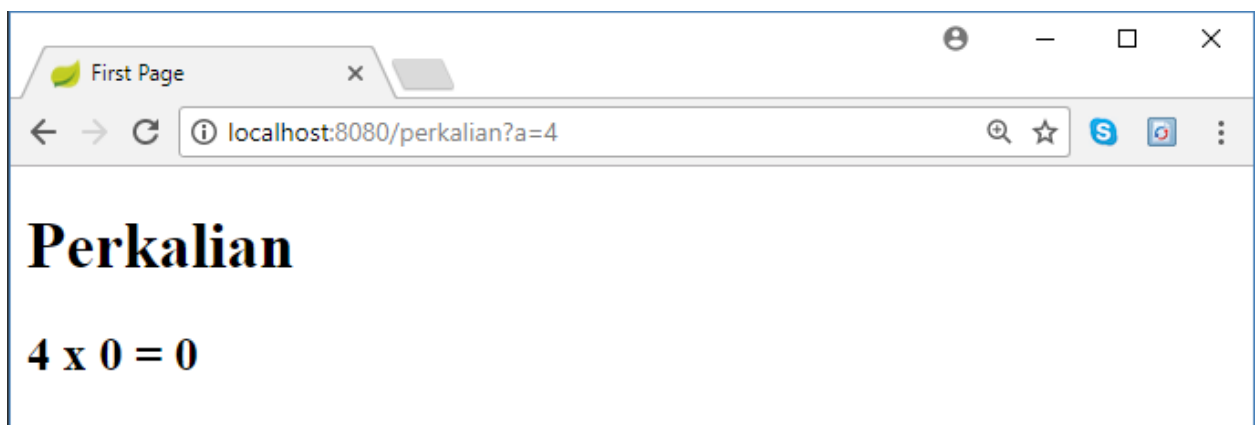 First Page
localhost:8080/perkalian?a=4
Perkalian
4 x 0 = 0